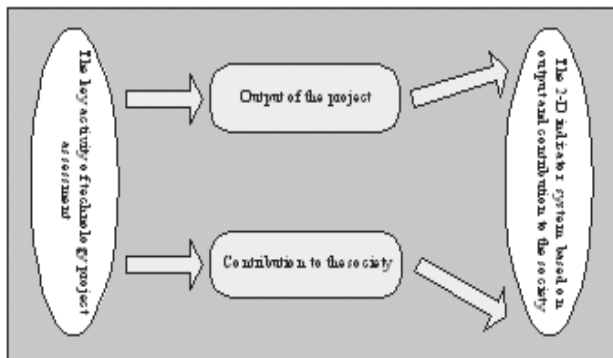 The key activity of technology project
assessment
Output of the project
Contribution to the society
The 2-D indicator system based on
output and contribution to the society